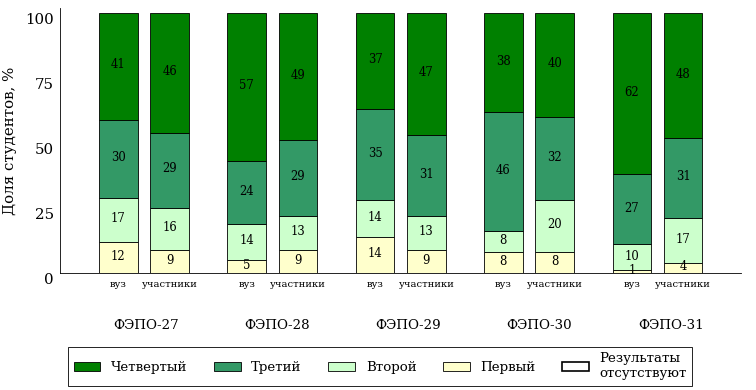 Доля студентов, %
100
75
50
25
0
41 46 57 49 37 47 38 40 62 48
30 29 24 29 35 31 46 32 27 31
17 16 14 13 14 13 8 20 10 17
12 9 5 9 14 9 8 8 1 4
вуз участники вуз участники вуз участники вуз участники вуз участники
ФЭПО-27 ФЭПО-28 ФЭПО-29 ФЭПО-30 ФЭПО-31
Четвертый Третий Второй Первый Результаты
отсутствуют